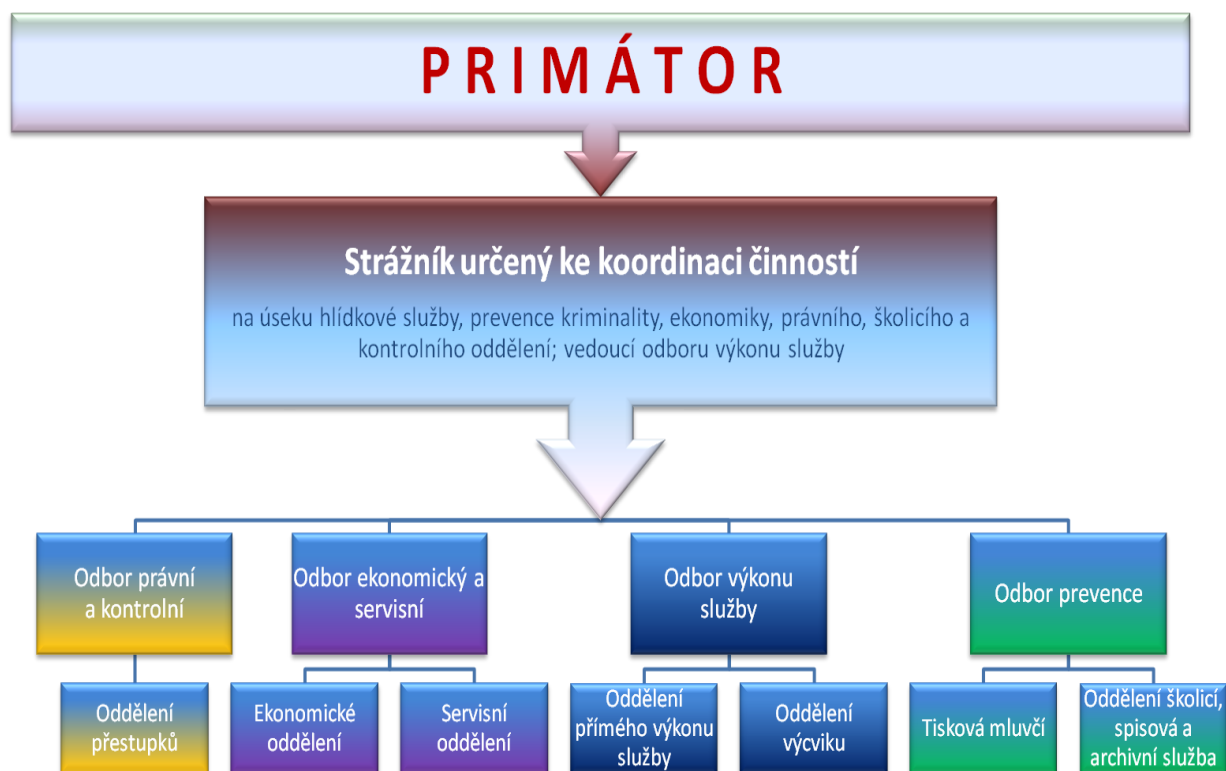 PRIMÁTOR
Strážník určený ke koordinaci činností
na úseku hlídkové služby, prevence kriminality, ekonomiky, právního, školicího a
kontrolního oddělení; vedoucí odboru výkonu služby
Odbor právní
a kontrolní
Odbor ekonomický a
servisní
Odbor výkonu
služby
Odbor prevence
Oddělení
přestupků
Ekonomické
oddělení
Servisní
oddělení
Oddělení
přímého výkonu
služby
Oddělení
výcviku
Tisková mluvčí
Oddělení školicí,
spisová a
archivní služba